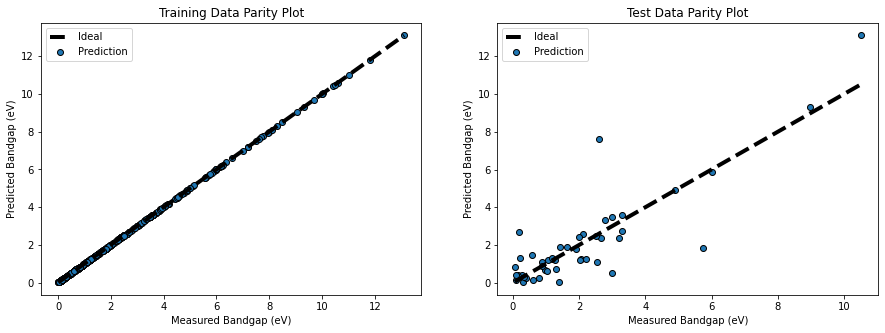 Training Data Parity Plot
Ideal
Prediction
12
10
8
6
4
2
0
Predicted Bandgap (eV)
0 2 4 6 8 10 12
Measured Bandgap (eV)
Test Data Parity Plot
Ideal
Prediction
12
10
8
6
4
2
0
Predicted Bandgap (eV)
0 2 4 6 8 10
Measured Bandgap (eV)